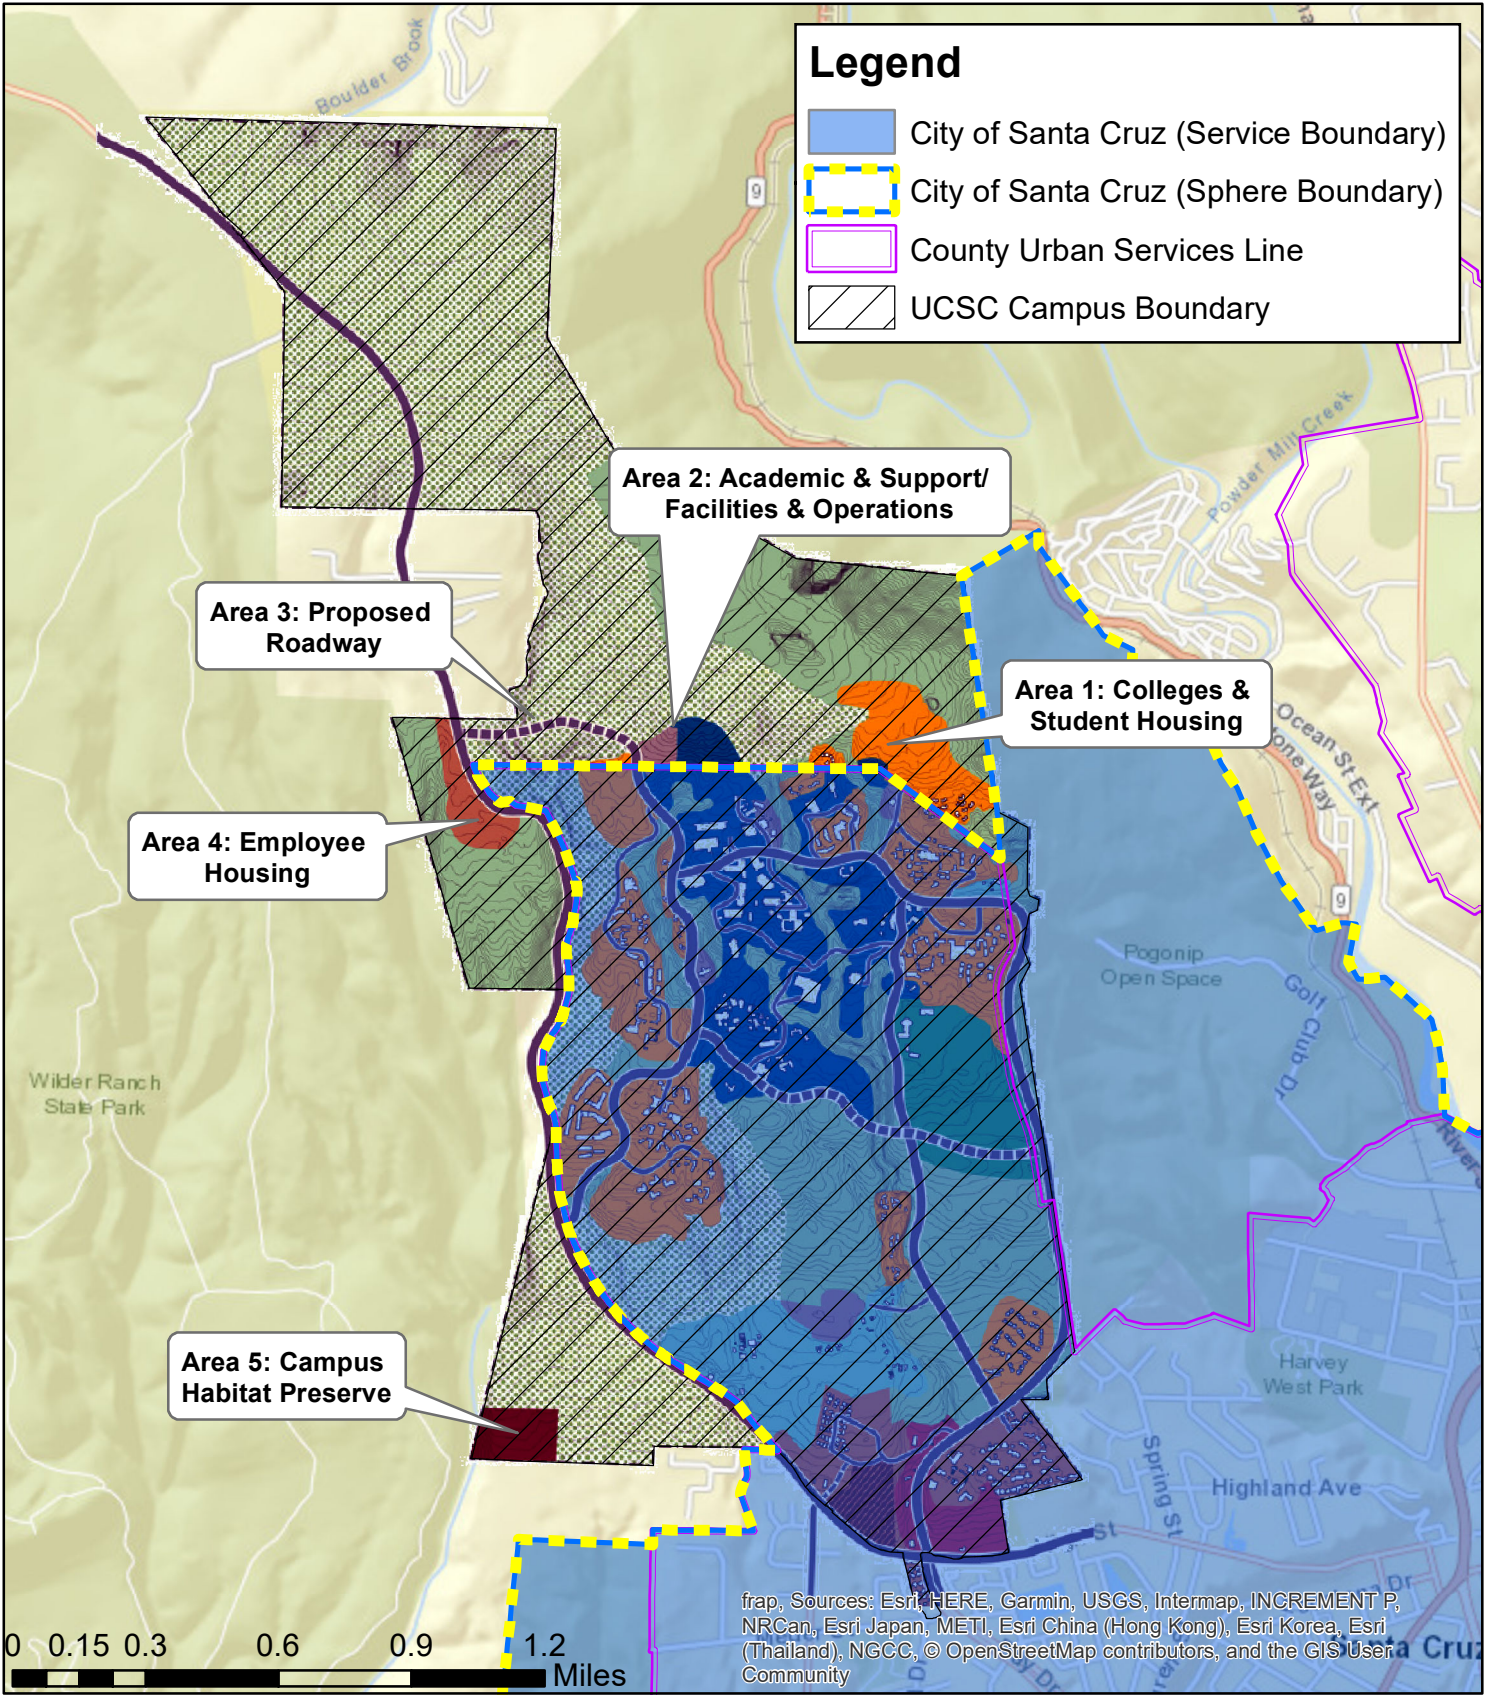 Boulder Brook
Legend
City of Santa Cruz (Service Boundary)
City of Santa Cruz (Sphere Boundary)
County Urban Services Line
UCSC Campus Boundary
9
Powder Mill Creek
Area 2: Academic & Support/
Facilities & Operations
Area 3: Proposed
Roadway
Area 1: Colleges &
Student Housing
Ocean St Ext
Way
Area 4: Employee
Housing
9
Pogonip
Open Space
Golf Club Dr
Wilder Ranch
State Park
River
Area 5: Campus
Habitat Preserve
Harvey
West Park
Spring St
Highland Ave
St
Dr
frap, Sources: Esri, HERE, Garmin, USGS, Intermap, INCREMENT P,
NRCan, Esri Japan, METI, Esri China (Hong Kong), Esri Korea, Esri
(Thailand), NGCC, © OpenStreetMap contributors, and the GIS User
Community
Santa Cruz
0 0.15 0.3 0.6 0.9 1.2
Miles